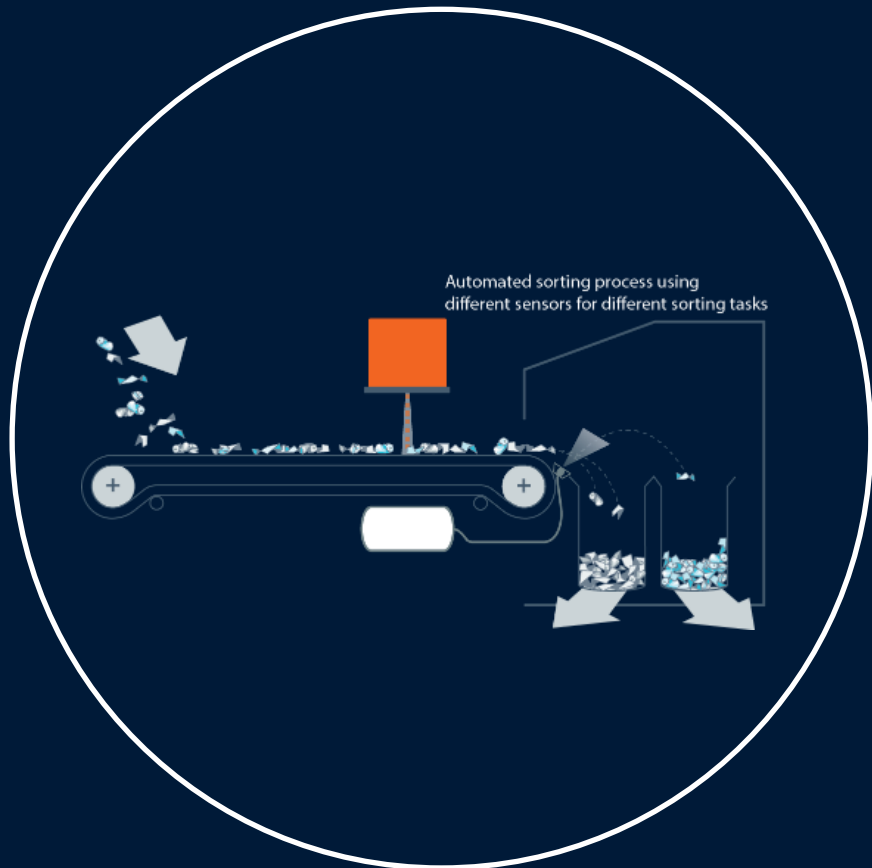 Automated sorting process using
different sensors for different sorting tasks